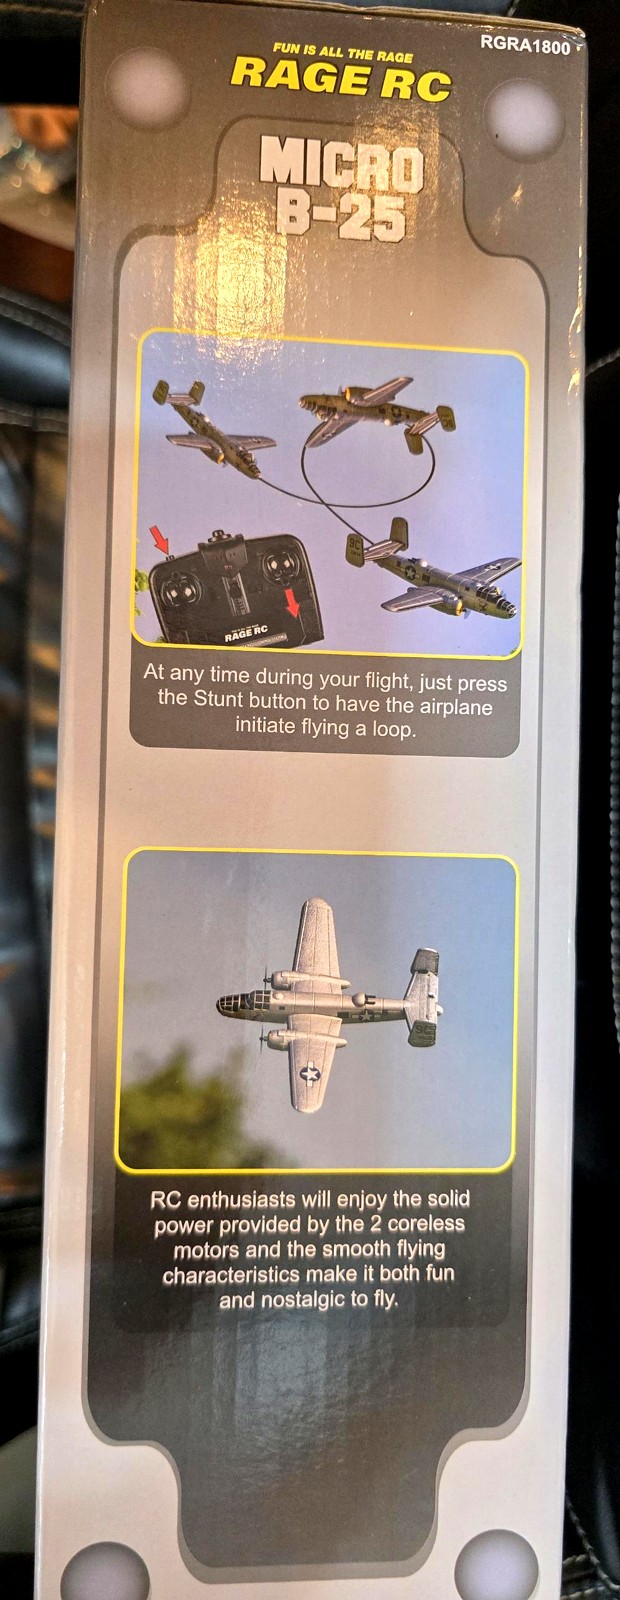 RGRA1800
FUN IS ALL THE RAGE
RAGE RC
MICRO
B-25
BC
RAGE RC
At any time during your flight, just press
the Stunt button to have the airplane
initiate flying a loop.
RC enthusiasts will enjoy the solid
power provided by the 2 coreless
motors and the smooth flying
characteristics make it both fun
and nostalgic to fly.